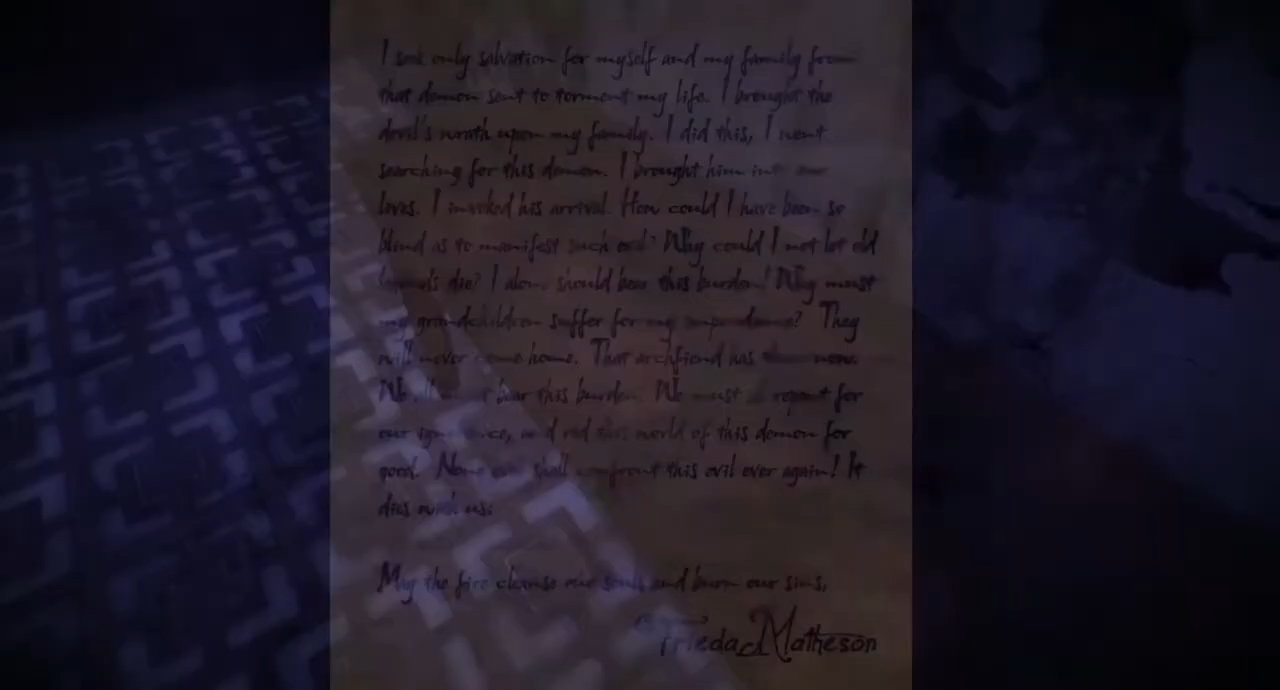 I seek only salvation for myself and my family from
that demon sent to torment my life. I brought the
devil's wrath upon my family. I did this, I went
searching for this demon. I brought him into our
loves. I invoked his arrival. How could I have been so
blind as to manifest such evil? Why could I not let old
legends die? I alone should bear this burden! Why must
my grandchildren suffer for my They
will never come home. That archfiend has won.
We all must bear this burden. We must repent for
our ignorance, and rid this world of this demon for
good. None shall confront this evil ever again! It
dies with us.
May the fire cleanse our souls and burn our sins,
Frieda Matheson